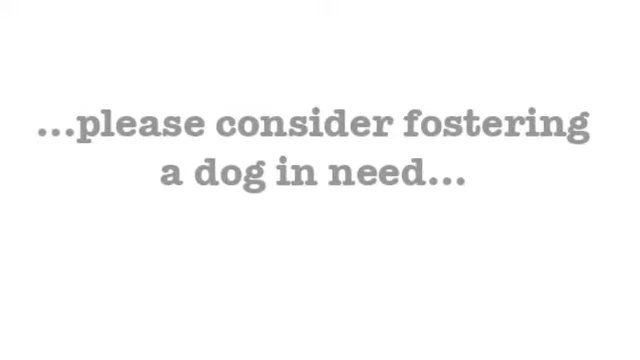 ...please consider fostering
a dog in need...